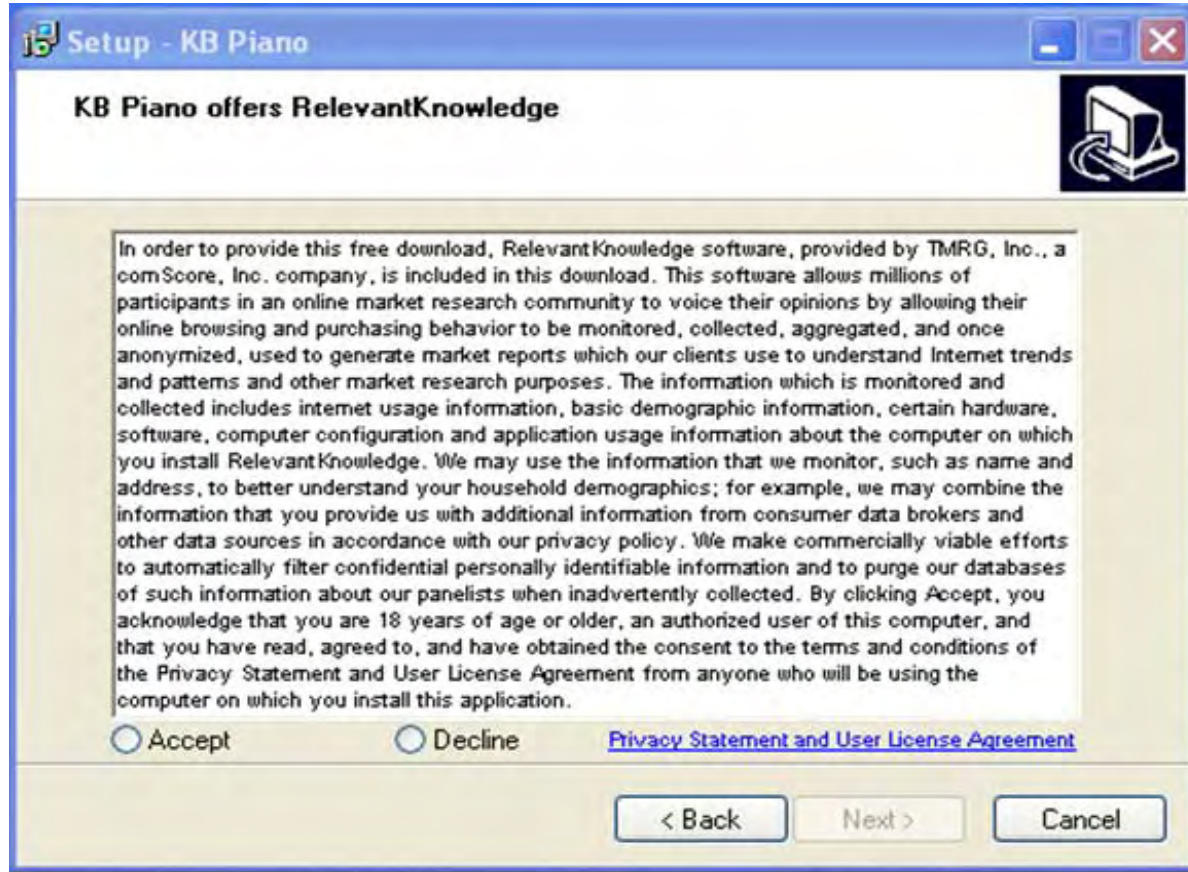 Setup - KB Piano
KB Piano offers RelevantKnowledge
In order to provide this free download, RelevantKnowledge software, provided by TMRG, Inc., a
comScore, Inc. company, is included in this download. This software allows millions of
participants in an online market research community to voice their opinions by allowing their
online browsing and purchasing behavior to be monitored, collected, aggregated, and once
anonymized, used to generate market reports which our clients use to understand Internet trends
and patterns and other market research purposes. The information which is monitored and
collected includes internet usage information, basic demographic information, certain hardware,
software, computer configuration and application usage information about the computer on which
you install RelevantKnowledge. We may use the information that we monitor, such as name and
address, to better understand your household demographics; for example, we may combine the
information that you provide us with additional information from consumer data brokers and
other data sources in accordance with our privacy policy. We make commercially viable efforts
to automatically filter confidential personally identifiable information and to purge our databases
of such information about our panelists when inadvertently collected. By clicking Accept, you
acknowledge that you are 18 years of age or older, an authorized user of this computer, and
that you have read, agreed to, and have obtained the consent to the terms and conditions of
the Privacy Statement and User License Agreement from anyone who will be using the
computer on which you install this application.
Accept Decline Privacy Statement and User License Agreement
< Back Next > Cancel